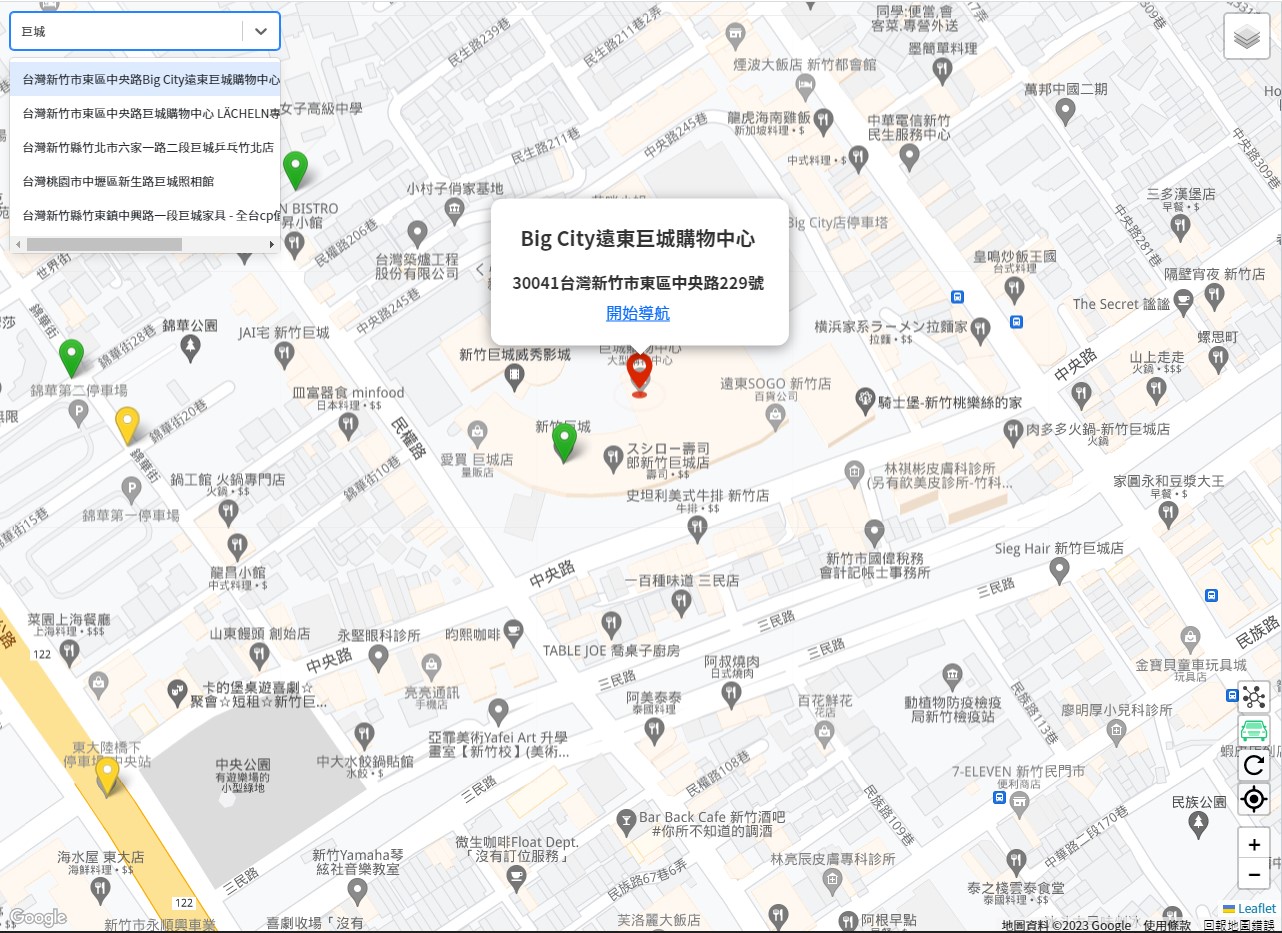 巨城
台灣新竹市東區中央路Big City遠東巨城購物中心
台灣新竹市東區中央路巨城購物中心 LÄCHELN專
台灣新竹縣竹北市六家一路二段巨城乒乓竹北店
台灣桃園市中壢區新生路巨城照相館
台灣新竹縣竹東鎮中興路一段巨城家具 - 全台cp值
同學:便當,會
客菜.專營外送
墨簡單料理
民生路239巷
民生路211巷2弄
煙波大飯店 新竹都會館
萬邦中國二期
女子高級中學
龍虎海南雞飯
新加坡料理 • $
中華電信新竹
民生服務中心
中央路245巷
民生路211巷
中式料理 • $
民族路309巷
小村子倘家基地
N BISTRO
昇小館
三多漢堡店
早餐 • $
民權路206巷
Big City店停車塔
中央路281巷
Big City遠東巨城購物中心
30041台灣新竹市東區中央路229號
開始導航
台灣築爐工程
股份有限公司
皇鳴炒飯王國
台式料理
世界街
隔壁宵夜 新竹店
The Secret 謐謐
錦華街
中央路245巷
錦華公園
錦華街28巷
JAI宅 新竹巨城
橫浜家系ラーメン拉麵家
拉麵 • $$
螺思町
新竹巨城威秀影城
巨城購物中心
大型購物中心
中央路
山上走走
火鍋 • $$$
錦華第二停車場
皿富器食 minfood
日本料理 • $$
遠東SOGO 新竹店
百貨公司
騎士堡-新竹桃樂絲的家
錦華街20巷
民權路
新竹巨城
肉多多火鍋-新竹巨城店
火鍋
愛買 巨城店
量販店
スシロー壽司
郎新竹巨城店
壽司 • $$
錦華街
鍋工館 火鍋專門店
火鍋 • $$
錦華街10巷
林祺彬皮膚科診所
(另有歆美皮診所-竹科...
家圓永和豆漿大王
早餐 • $
史坦利美式牛排 新竹店
牛排 • $$
錦華第一停車場
錦華街15巷
Sieg Hair 新竹巨城店
新竹市國偉稅務
會計記帳士事務所
龍昌小館
中式料理 • $
中央路
一百種味道 三民店
三民路
菜園上海餐廳
上海料理 • $$$
三民路
山東饅頭 創始店
永堅眼科診所
昀熙咖啡
民族路
TABLE JOE 喬桌子廚房
三民路
122
中央路
阿叔燒肉
日式燒肉
金寶貝童車玩具城
玩具店
三民路
卡的堡桌遊喜劇☆
聚會☆短租☆新竹巨...
亮亮通訊
手機店
阿美泰泰
泰國料理
百花鮮花
花店
動植物防疫檢疫
局新竹檢疫站
民族路113巷
廖明厚小兒科診所
亞霏美術Yafei Art 升學
畫室【新竹校】(美術...
東大陸橋下
停車場-中央站
中大水餃鍋貼館
水餃 • $
中央公園
有遊樂場的
小型綠地
民權路108巷
7-ELEVEN 新竹民門市
便利商店
三民路
民族路109巷
民族公園
Bar Back Cafe 新竹酒吧
#你所不知道的調酒
中華路二段170巷
微生咖啡Float Dept.
「沒有訂位服務」
海水屋 東大店
海鮮料理 • $$
新竹Yamaha琴
絃社音樂教室
林亮辰皮膚專科診所
民族路67巷6弄
三民路
泰之棧雲泰食堂
泰國料理 • $$
+
−
122
Google
新竹市永順興車業
喜劇收場「沒有
芙洛麗大飯店
阿根早點
早餐 • $
Leaflet
地圖資料 ©2023 Google
使用條款
回報地圖錯誤